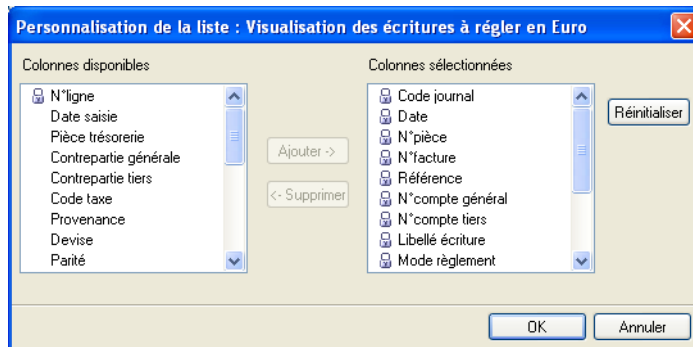 Personnalisation de la liste : Visualisation des écritures à régler en Euro
Colonnes disponibles
N°ligne
Date saisie
Pièce trésorerie
Contrepartie générale
Contrepartie tiers
Code taxe
Provenance
Devise
Parité
Ajouter ->
<- Supprimer
Colonnes sélectionnées
Code journal
Date
N°pièce
N°facture
Référence
N°compte général
N°compte tiers
Libellé écriture
Mode règlement
Réinitialiser
OK
Annuler